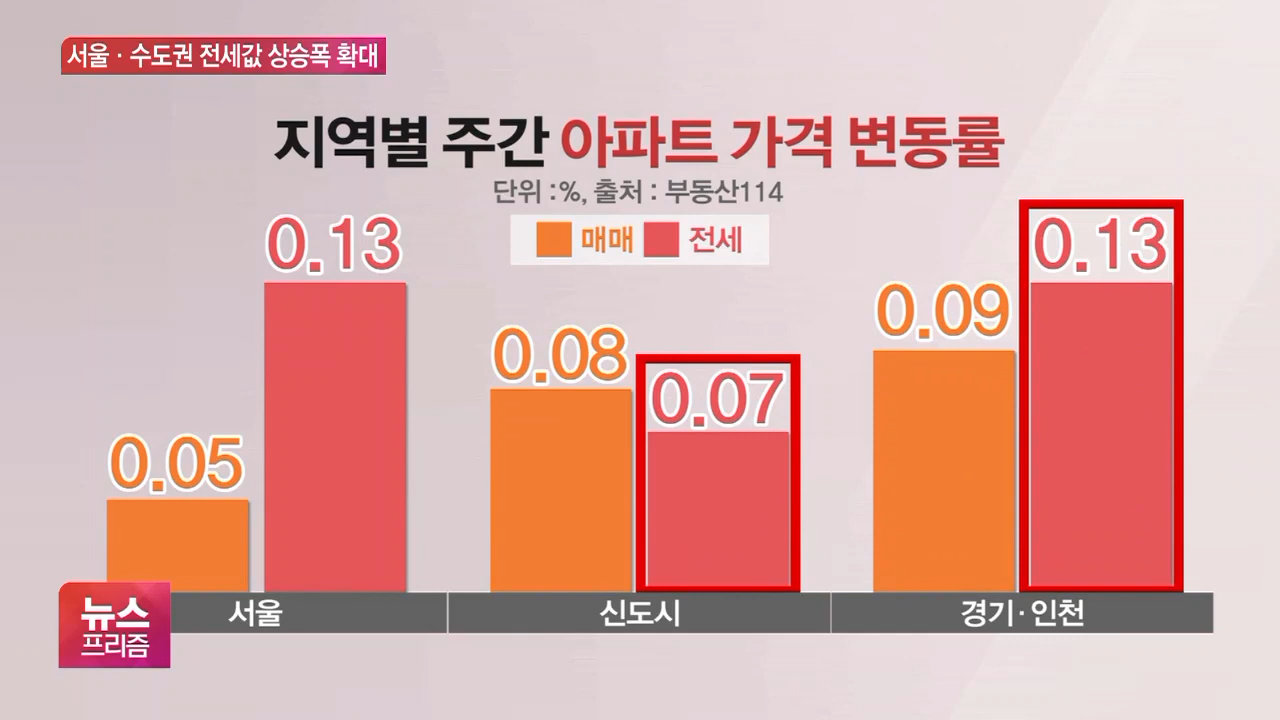 서울·수도권 전세값 상승폭 확대
지역별 주간 아파트 가격 변동률
단위 :%, 출처 : 부동산114
매매 전세
0.05
0.13
0.08
0.07
0.09
0.13
서울
신도시
경기·인천
뉴스
프리즘